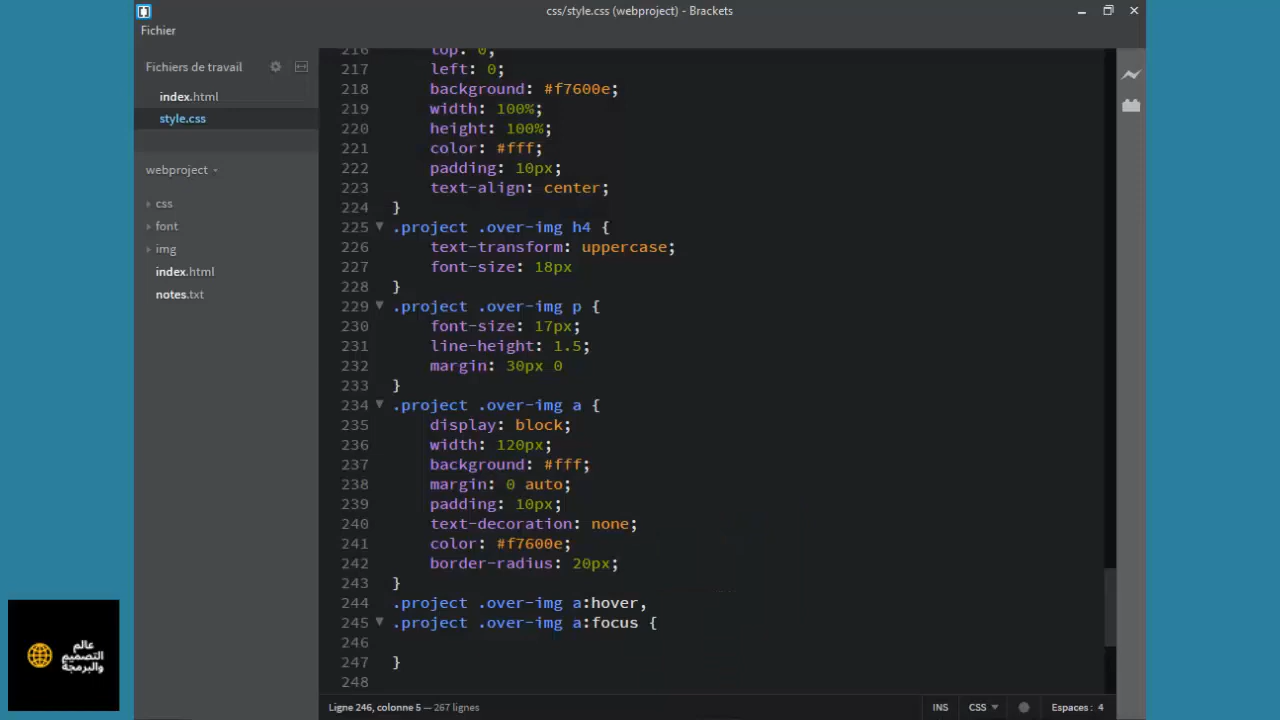 css/style.css (webproject) - Brackets
Fichier
Fichiers de travail
index.html
style.css
webproject
css
font
img
index.html
notes.txt
216 top: 0;
217 left: 0;
218 background: #f7600e;
219 width: 100%;
220 height: 100%;
221 color: #fff;
222 padding: 10px;
223 text-align: center;
224 }
225 .project .over-img h4 {
226 text-transform: uppercase;
227 font-size: 18px
228 }
229 .project .over-img p {
230 font-size: 17px;
231 line-height: 1.5;
232 margin: 30px 0
233 }
234 .project .over-img a {
235 display: block;
236 width: 120px;
237 background: #fff;
238 margin: 0 auto;
239 padding: 10px;
240 text-decoration: none;
241 color: #f7600e;
242 border-radius: 20px;
243 }
244 .project .over-img a:hover,
245 .project .over-img a:focus {
246
247 }
248
عالم
التصميم
والبرمجة
Ligne 246, colonne 5 — 267 lignes
INS
CSS
Espaces : 4